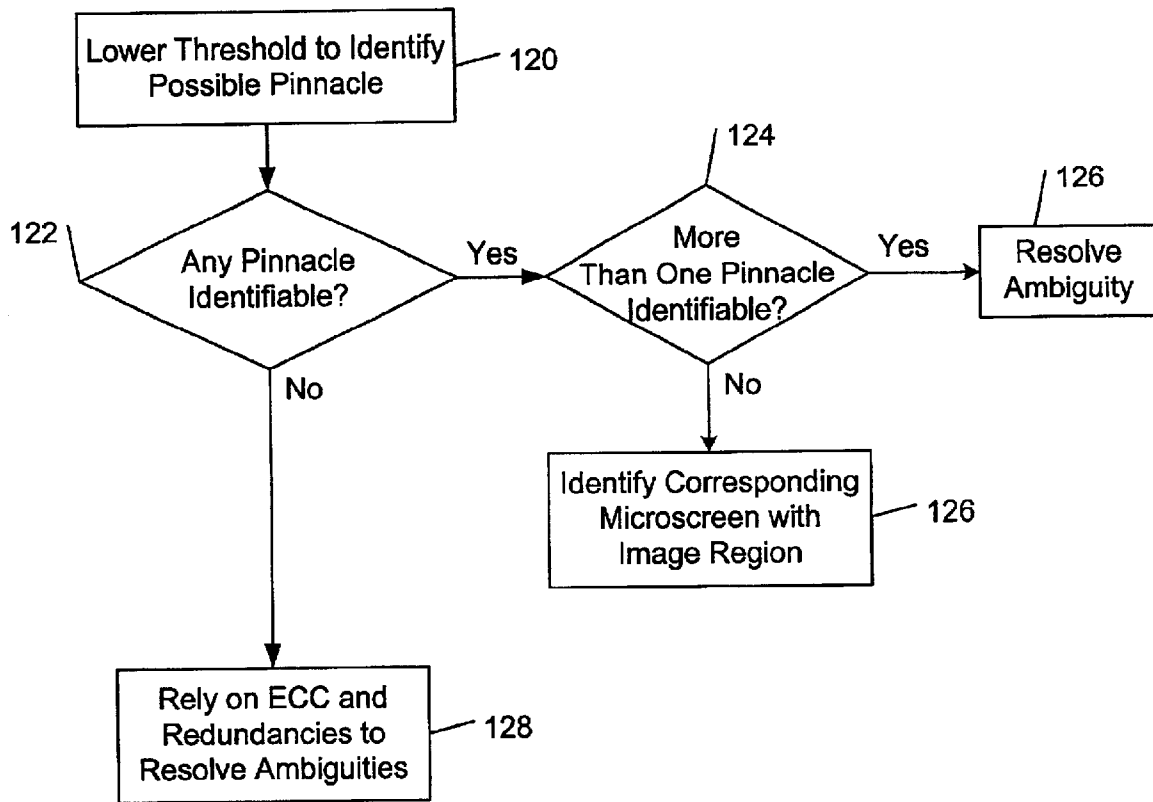 Lower Threshold to Identify
Possible Pinnacle
120
124
126
122
Any Pinnacle
Identifiable?
Yes
More
Than One Pinnacle
Identifiable?
Yes
Resolve
Ambiguity
No
No
Identify Corresponding
Microscreen with
Image Region
126
Rely on ECC and
Redundancies to
Resolve Ambiguities
128